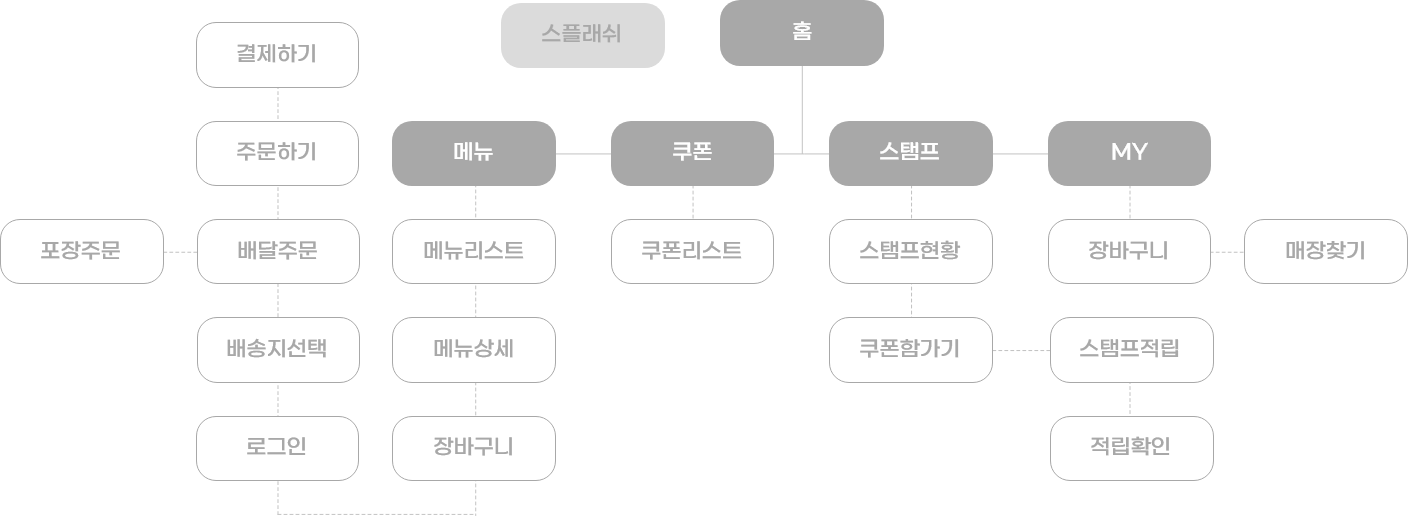 스플래쉬
홈
결제하기
주문하기
메뉴
쿠폰
스탬프
MY
포장주문
배달주문
메뉴리스트
쿠폰리스트
스탬프현황
장바구니
매장찾기
배송지선택
메뉴상세
쿠폰함가기
스탬프적립
로그인
장바구니
적립확인